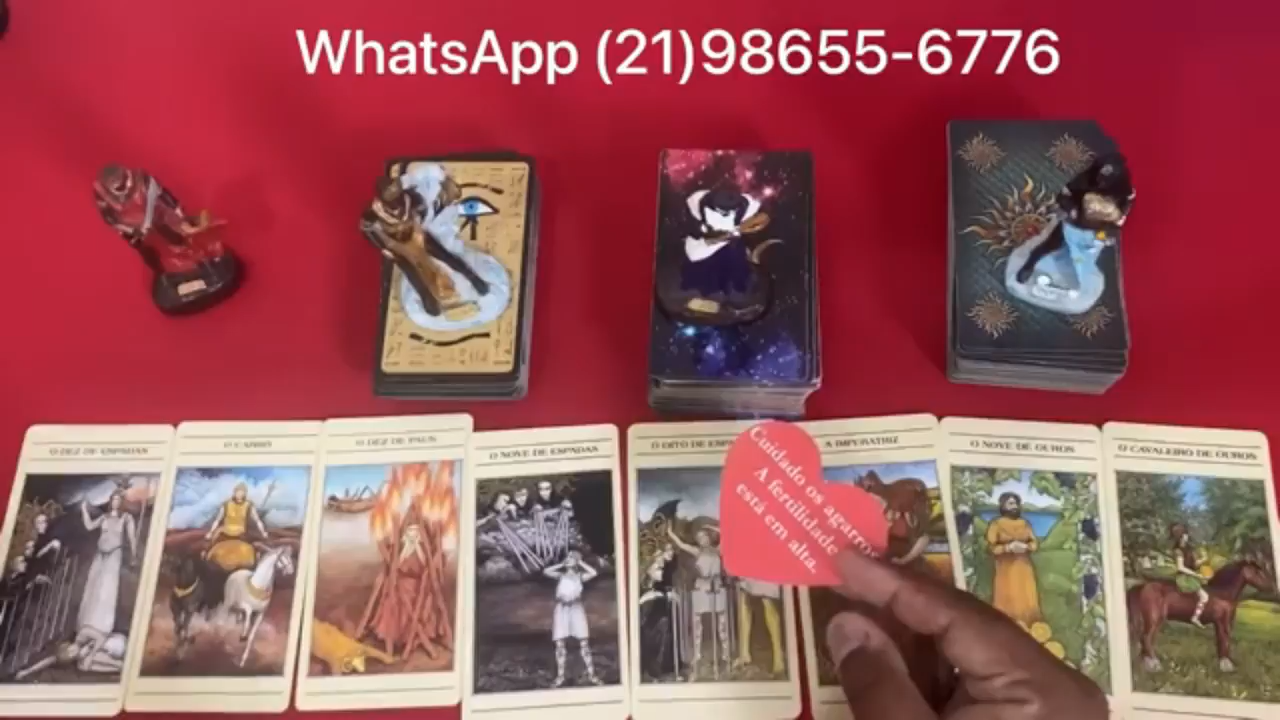 WhatsApp (21)98655-6776
O DEZ DE ESPADAS
O CARRO
O DEZ DE PAUS
O NOVE DE ESPADAS
O OITO DE ESPA
A IMPERATRIZ
O NOVE DE OUROS
O CAVALEIRO DE OUROS
Cuidado os agarros
A fertilidade
está em alta.